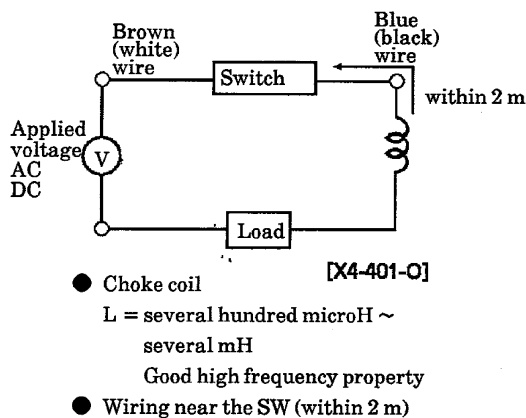 Brown
(white)
wire
Blue
(black)
wire
Switch
within 2 m
Applied
voltage
AC
DC
V
Load
[X4-401-O]
● Choke coil
L = several hundred microH ~
several mH
Good high frequency property
● Wiring near the SW (within 2 m)